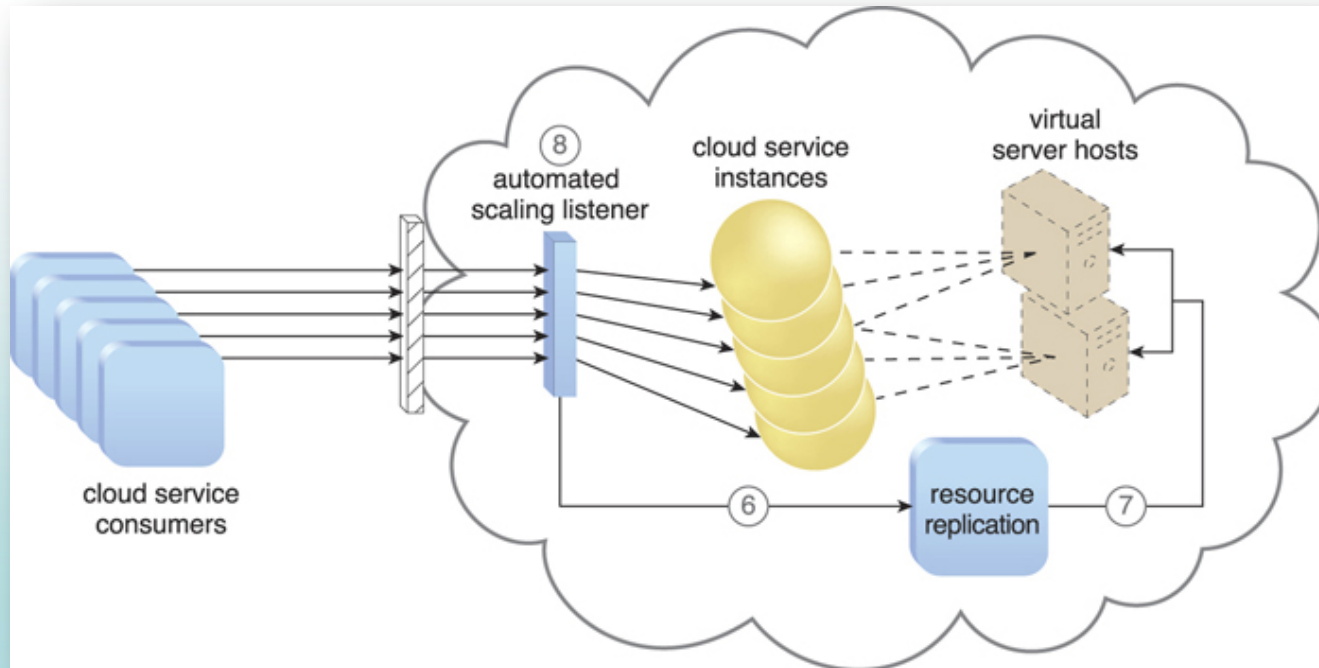 8
automated
scaling listener
cloud service
instances
virtual
server hosts
cloud service
consumers
6
resource
replication
7